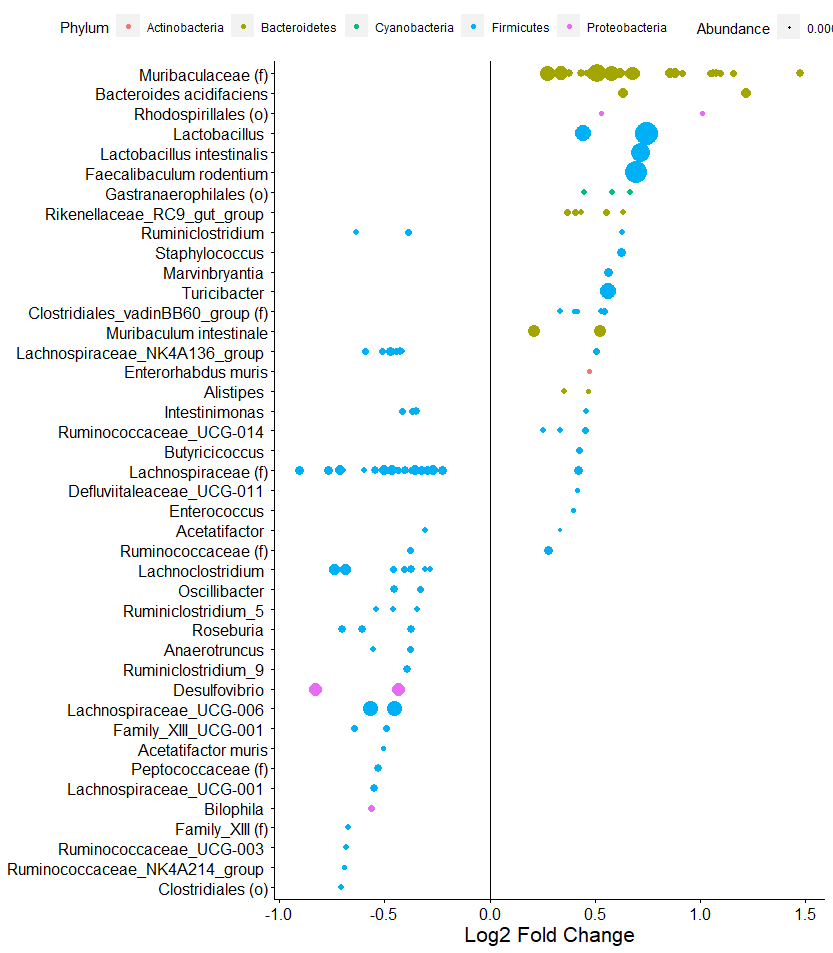 Phylum Actinobacteria Bacteroidetes Cyanobacteria Firmicutes Proteobacteria Abundance
Muribaculaceae (f)
Bacteroides acidifaciens
Rhodospirillales (o)
Lactobacillus
Lactobacillus intestinalis
Faecalibaculum rodentium
Gastranaerophilales (o)
Rikenellaceae_RC9_gut_group
Ruminiclostridium
Staphylococcus
Marvinbryantia
Turicibacter
Clostridiales_vadinBB60_group (f)
Muribaculum intestinale
Lachnospiraceae_NK4A136_group
Enterorhabdus muris
Alistipes
Intestinimonas
Ruminococcaceae_UCG-014
Butyricicoccus
Lachnospiraceae (f)
Defluviitaleaceae_UCG-011
Enterococcus
Acetatifactor
Ruminococcaceae (f)
Lachnoclostridium
Oscillibacter
Ruminiclostridium_5
Roseburia
Anaerotruncus
Ruminiclostridium_9
Desulfovibrio
Lachnospiraceae_UCG-006
Family_XIII_UCG-001
Acetatifactor muris
Peptococcaceae (f)
Lachnospiraceae_UCG-001
Bilophila
Family_XIII (f)
Ruminococcaceae_UCG-003
Ruminococcaceae_NK4A214_group
Clostridiales (o)
-1.0 -0.5 0.0 0.5 1.0 1.5
Log2 Fold Change